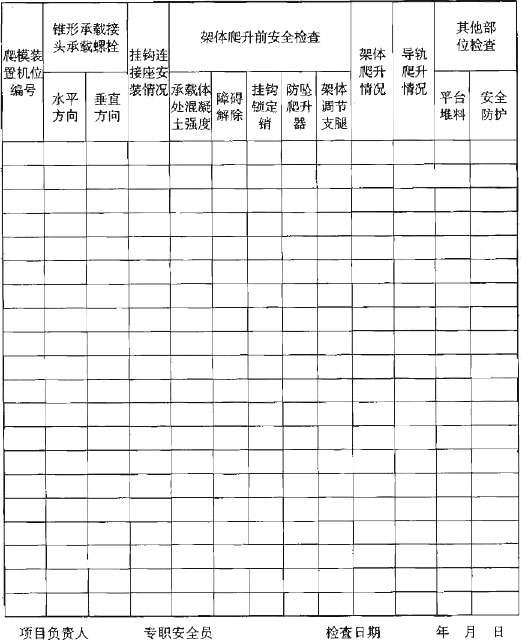 爬模装
置机位
编号
锥形承载接
头承载螺栓
水平
方向
垂直
方向
挂钩连
接座安
装情况
架体爬升前安全检查
承载体
处混凝
土强度
障碍
解除
挂钩
锁定
销
防坠
爬升
器
架体
调节
支腿
架体
爬升
情况
导轨
爬升
情况
其他部
位检查
平台
堆料
安全
防护
项目负责人 专职安全员 检查日期 年 月 日